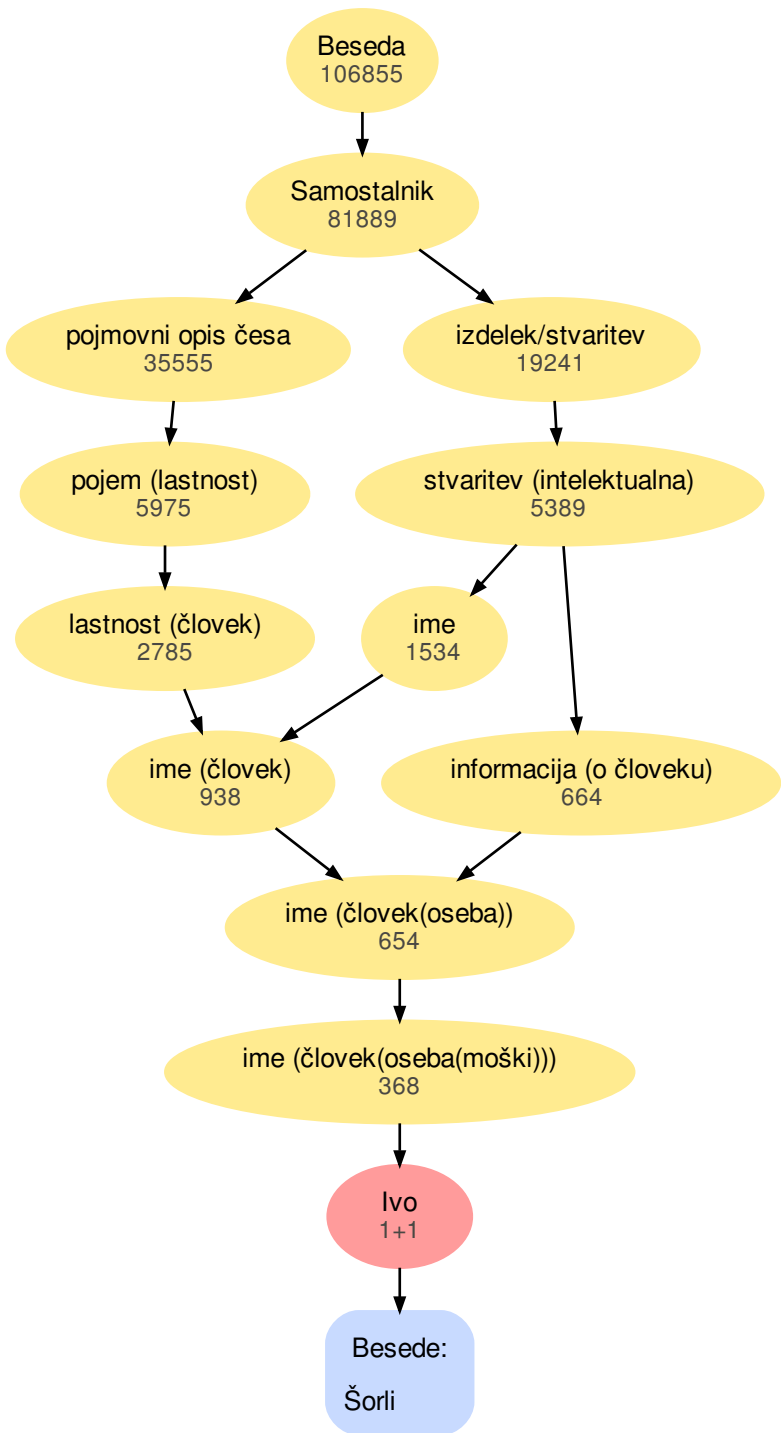 Beseda
106855
Samostalnik
81889
pojmovni opis česa
35555
izdelek/stvaritev
19241
pojem (lastnost)
5975
stvaritev (intelektualna)
5389
lastnost (človek)
2785
ime
1534
ime (človek)
938
informacija (o človeku)
664
ime (človek(oseba))
654
ime (človek(oseba(moški)))
368
Ivo
1+1
Besede:
Šorli